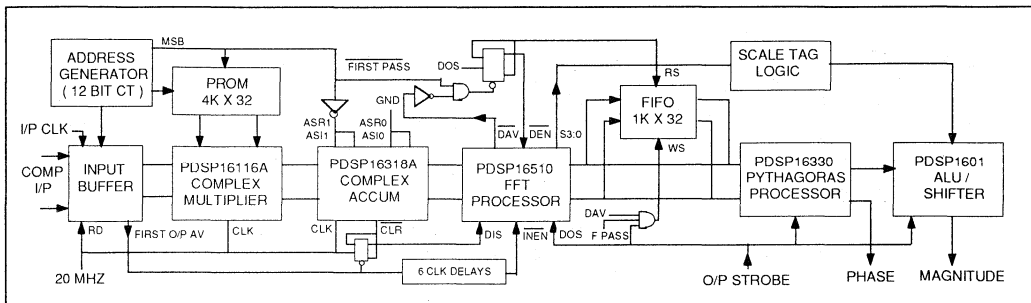 ADDRESS
GENERATOR
( 12 BIT CT )
MSB
PROM
4K X 32
FIRST PASS
DOS
GND
ASR1
ASI1
ASR0
ASI0
DAV
DEN
S3:0
RS
FIFO
1K X 32
WS
SCALE TAG
LOGIC
I/P CLK
COMP
I/P
INPUT
BUFFER
PDSP16116A
COMPLEX
MULTIPLIER
PDSP16318A
COMPLEX
ACCUM
PDSP16510
FFT
PROCESSOR
PDSP16330
PYTHAGORAS
PROCESSOR
PDSP1601
ALU /
SHIFTER
RD
FIRST O/P AV
CLK
CLK
CLR
DIS
INEN
DOS
DAV
F PASS
20 MHZ
6 CLK DELAYS
O/P STROBE
PHASE
MAGNITUDE